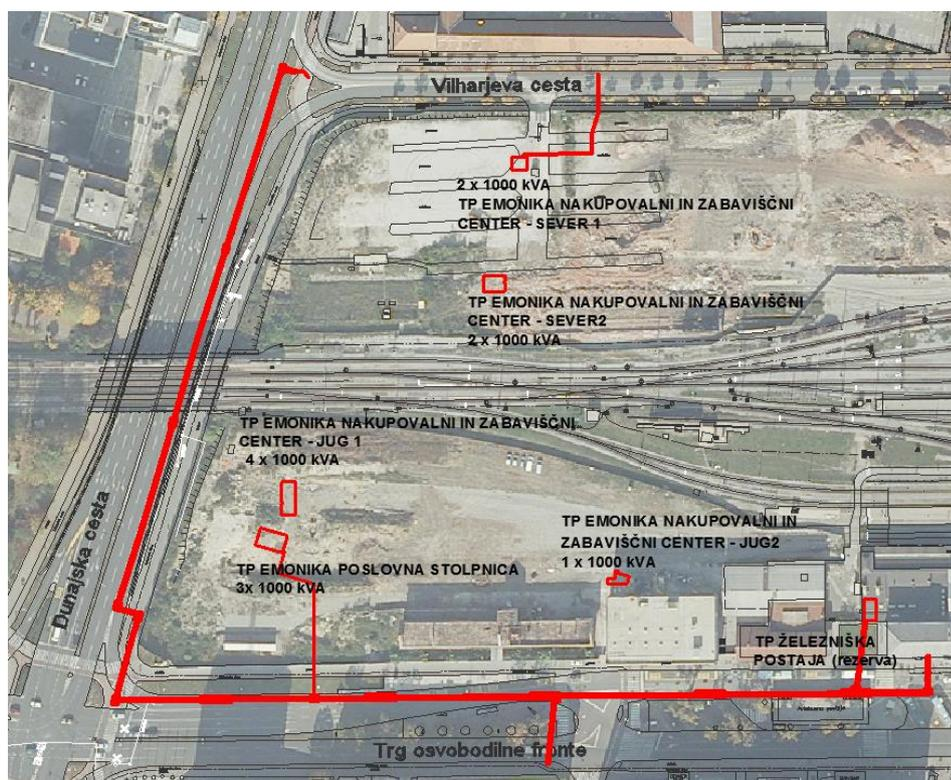 Vilharjeva cesta
2 x 1000 kVA
TP EMONIKA NAKUPOVALNI IN ZABAVIŠČNI
CENTER - SEVER 1
TP EMONIKA NAKUPOVALNI IN ZABAVIŠČNI
CENTER - SEVER2
2 x 1000 kVA
TP EMONIKA NAKUPOVALNI IN ZABAVIŠČNI
CENTER - JUG 1
4 x 1000 kVA
TP EMONIKA NAKUPOVALNI IN
ZABAVIŠČNI CENTER - JUG2
1 x 1000 kVA
TP EMONIKA POSLOVNA STOLPNICA
3x 1000 kVA
Dunajska cesta
TP ŽELEZNIŠKA
POSTAJA (rezerva)
Trg osvobodilne fronte